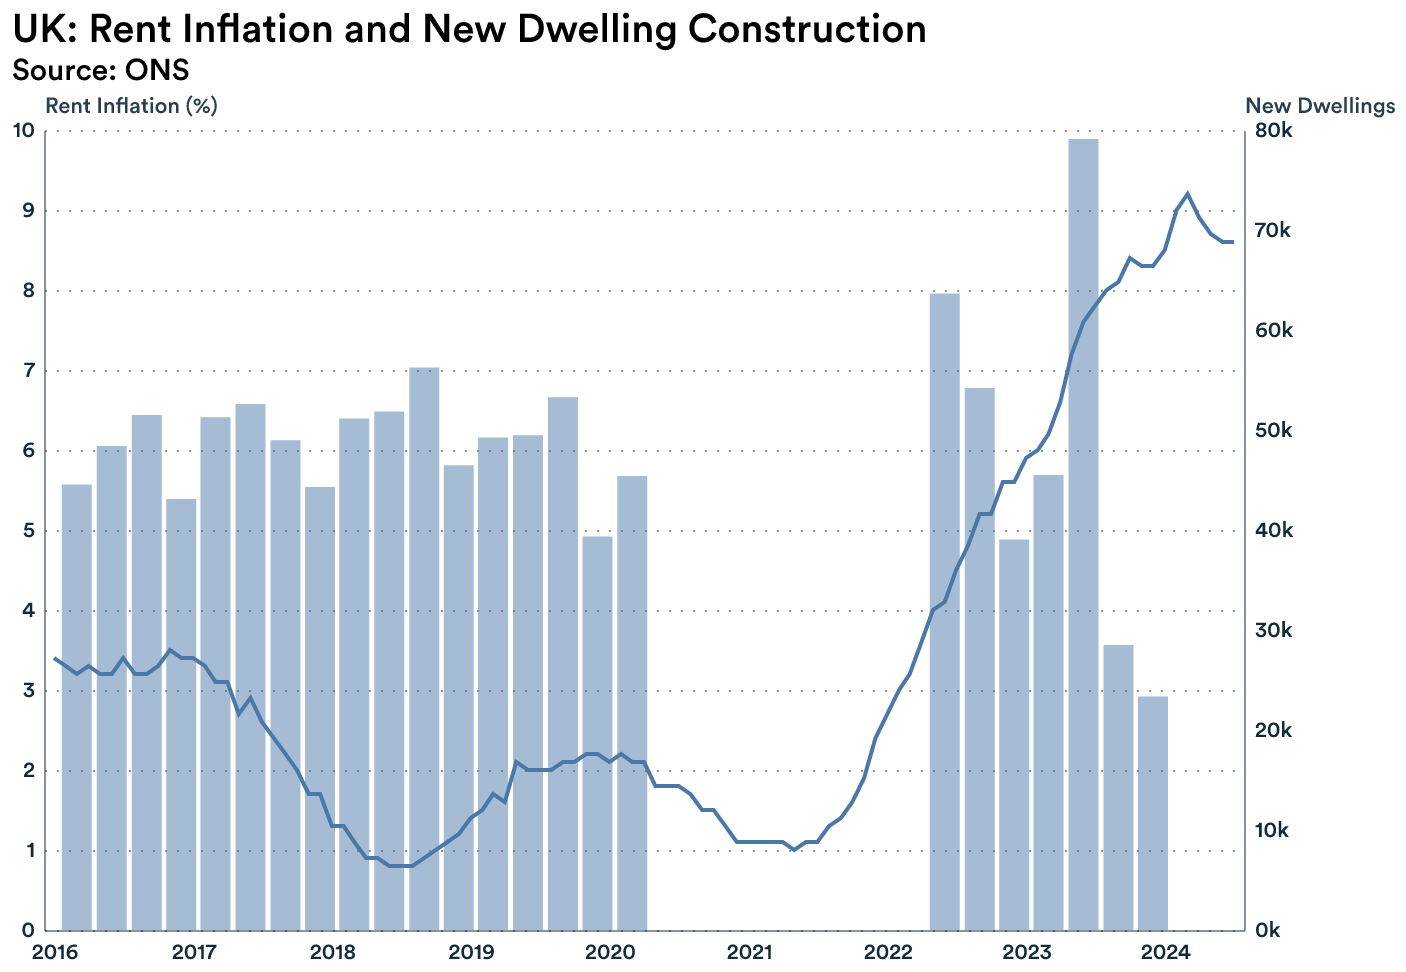 UK: Rent Inflation and New Dwelling Construction
Source: ONS
Rent Inflation (%)
New Dwellings
10
9
8
7
6
5
4
3
2
1
0
80k
70k
60k
50k
40k
30k
20k
10k
0k
2016 2017 2018 2019 2020 2021 2022 2023 2024